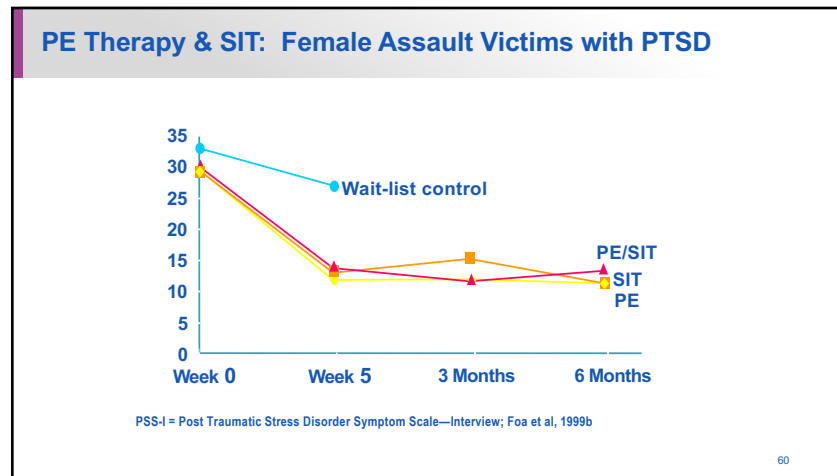 PE Therapy & SIT: Female Assault Victims with PTSD
35
30
25
20
15
10
5
0
Wait-list control
PE/SIT
SIT
PE
Week 0 Week 5 3 Months 6 Months
PSS-I = Post Traumatic Stress Disorder Symptom Scale—Interview; Foa et al, 1999b
60